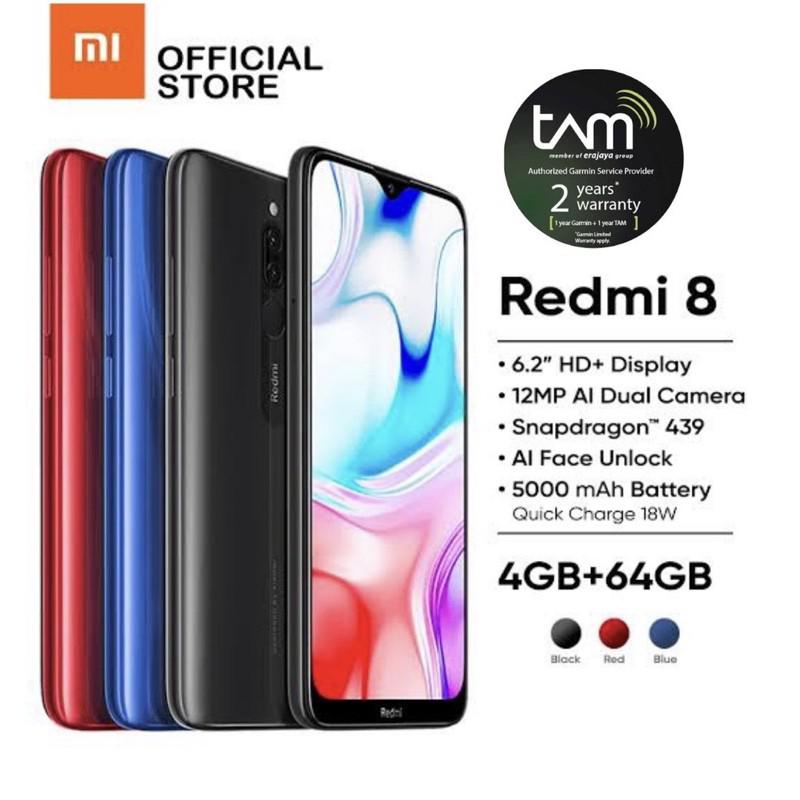 mi
OFFICIAL
STORE
tam
member of erajaya group
Authorized Garmin Service Provider
2 years*
warranty
[1 year Garmin + 1 year TAM]
*Garmin Limited
Warranty apply.
Redmi 8
• 6.2” HD+ Display
• 12MP AI Dual Camera
• Snapdragon™ 439
• AI Face Unlock
• 5000 mAh Battery
Quick Charge 18W
4GB+64GB
Black Red Blue
Redmi
Redmi